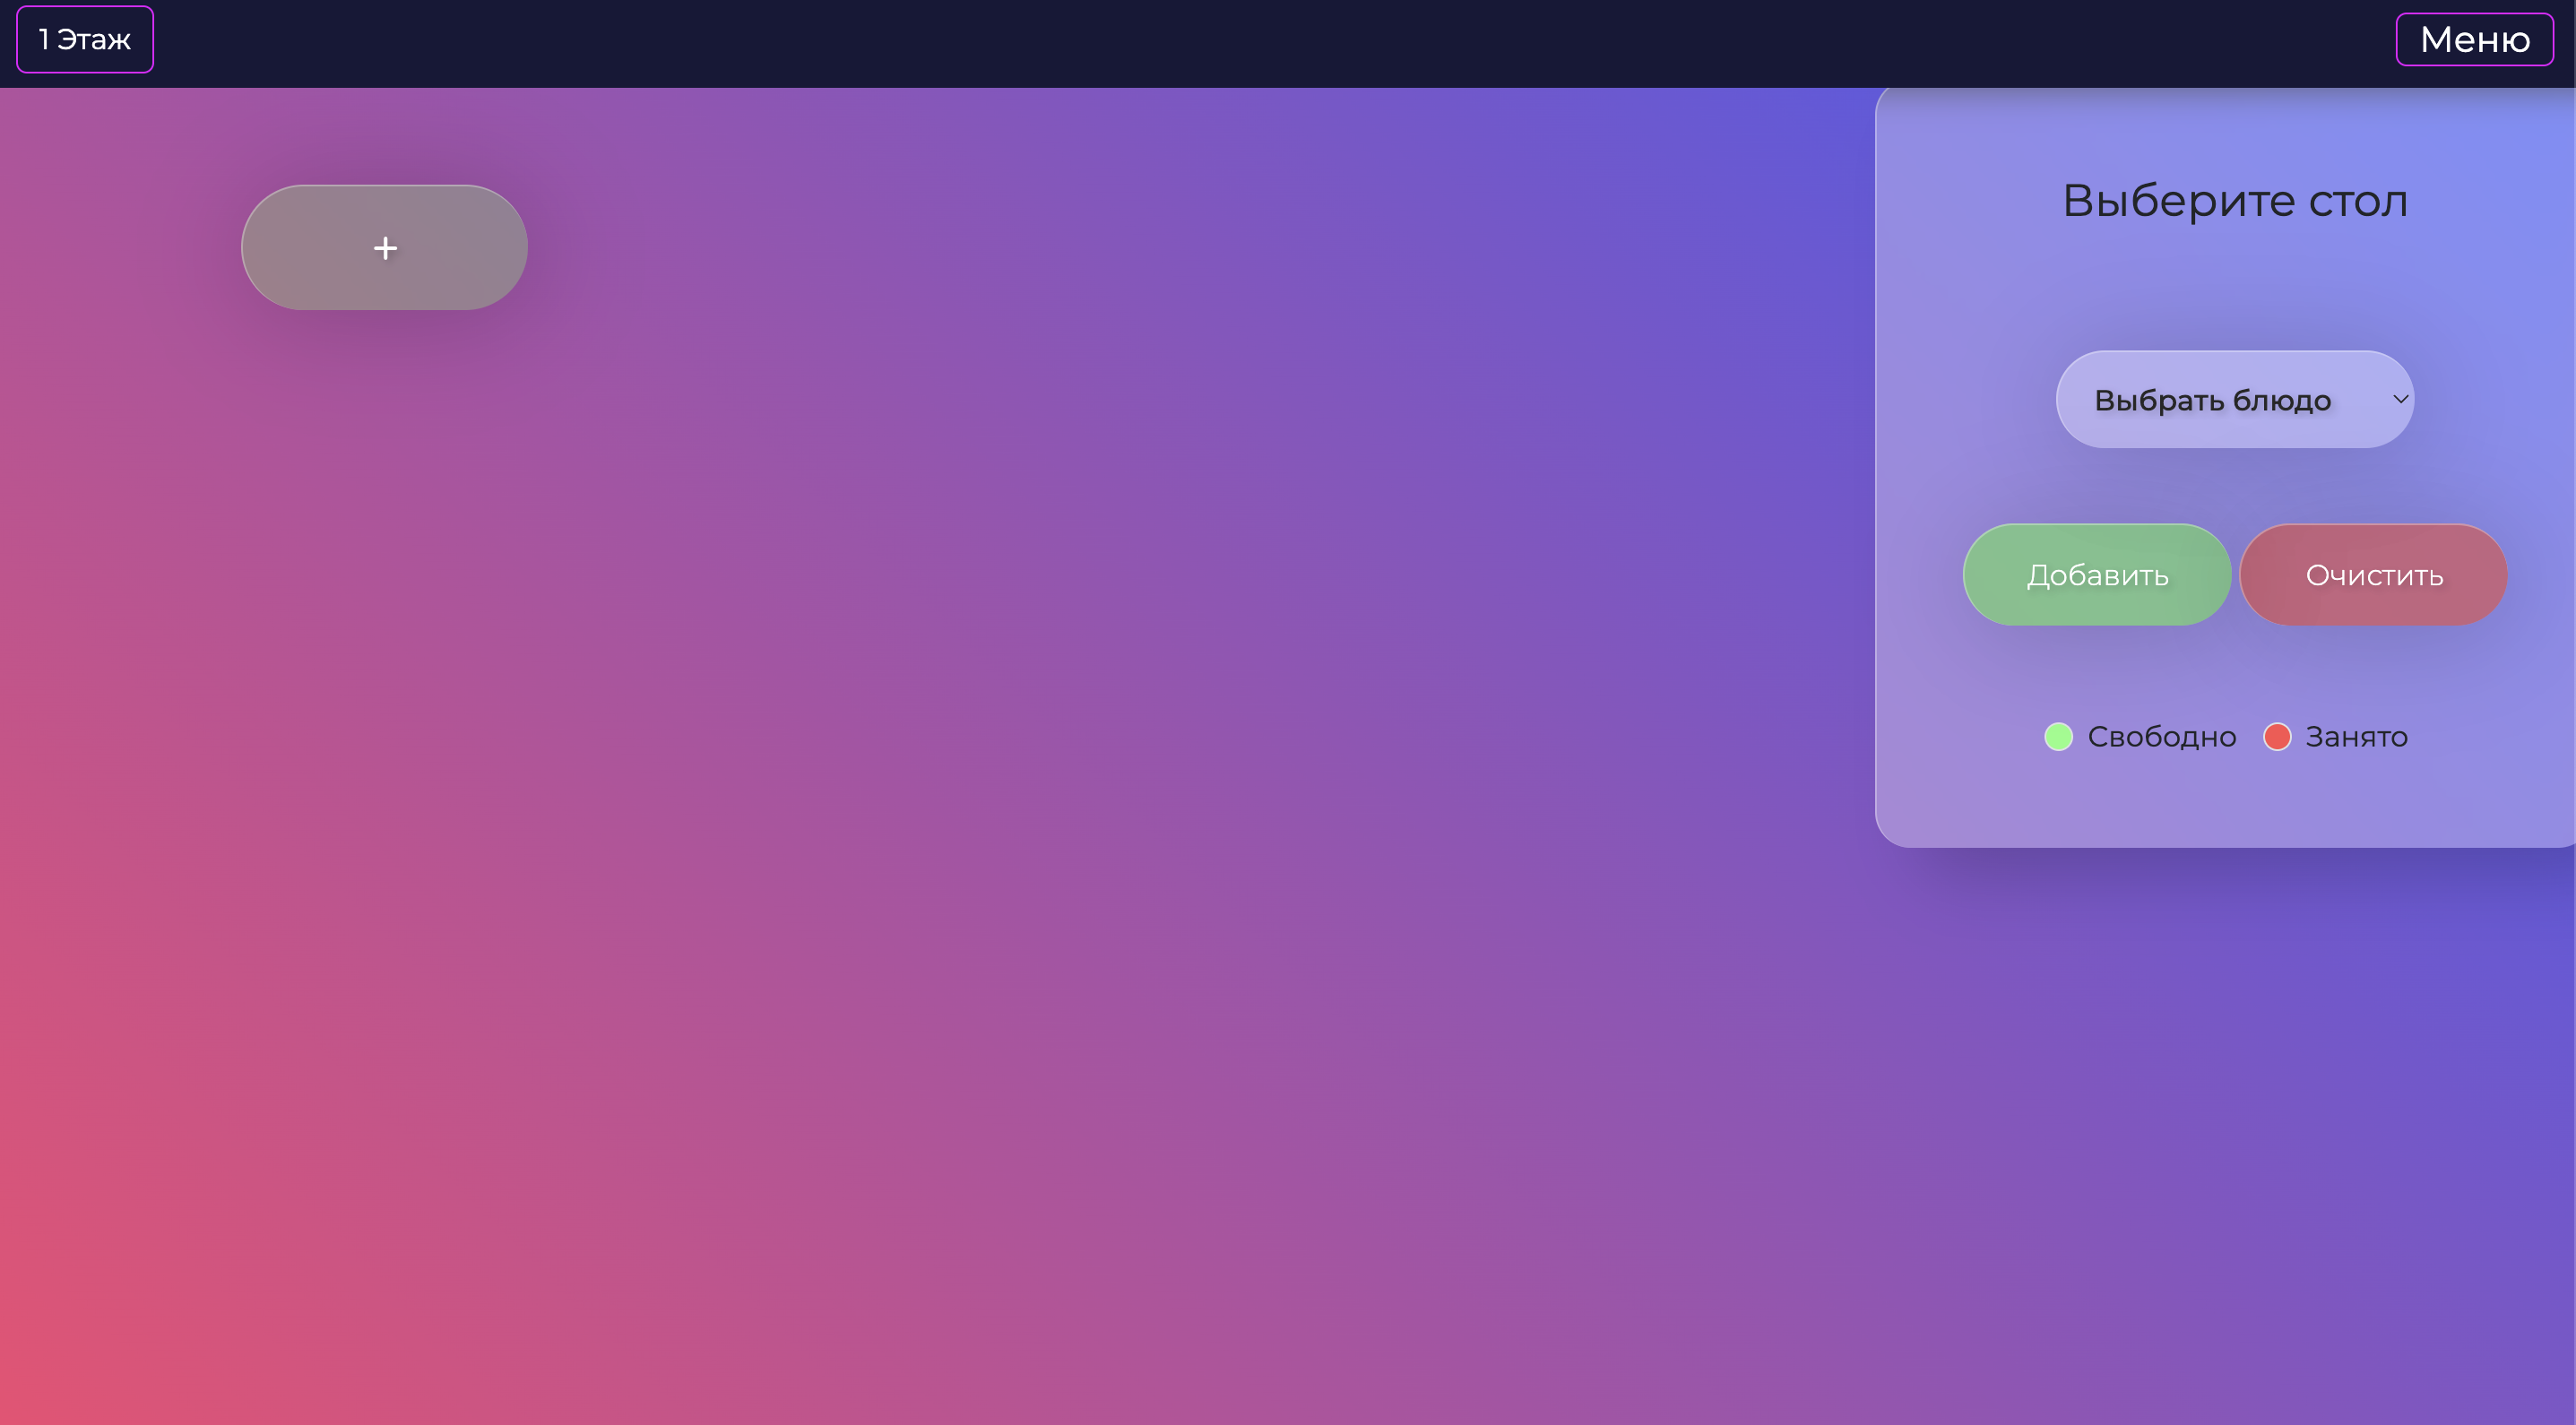 1 Этаж
Меню
+
Выберите стол
Выбрать блюдо
Добавить
Очистить
Свободно
Занято